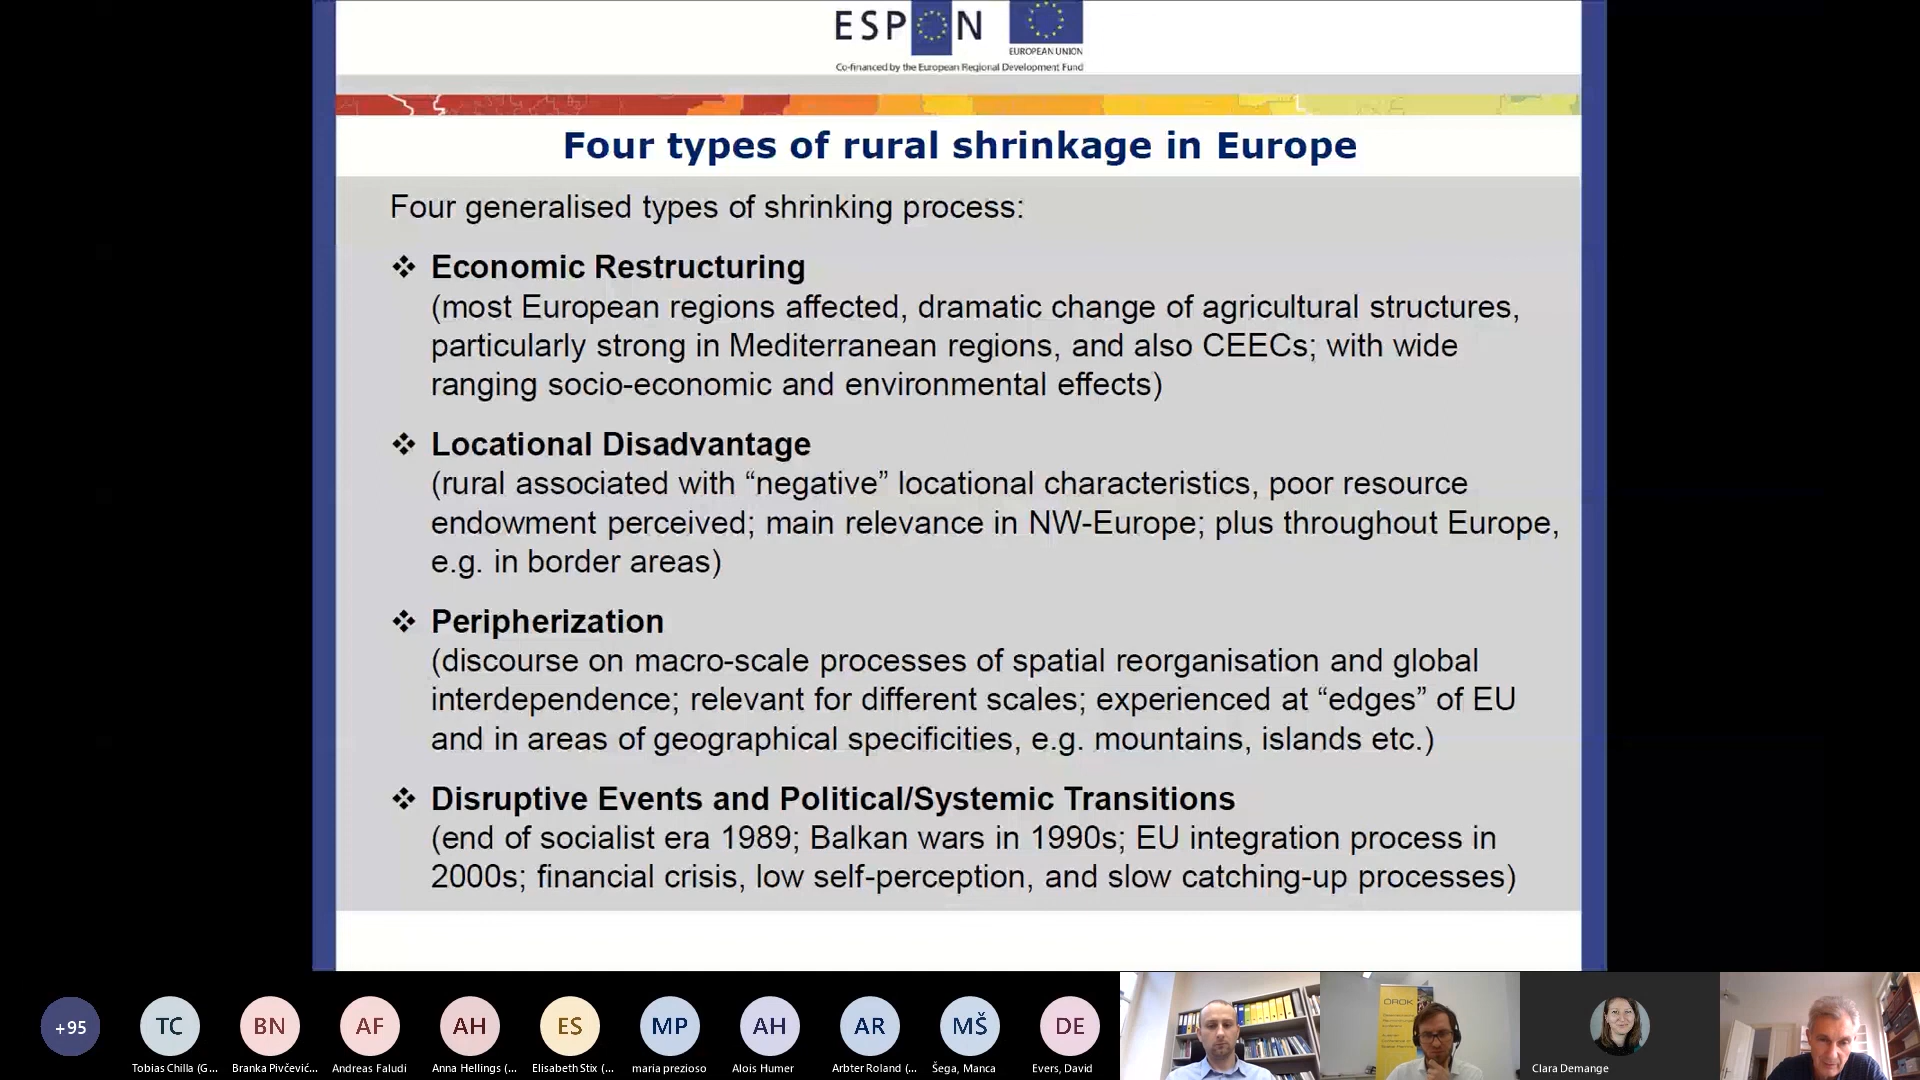 ESPON
EUROPEAN UNION
Co-financed by the European Regional Development Fund
Four types of rural shrinkage in Europe
Four generalised types of shrinking process:
❖ Economic Restructuring
(most European regions affected, dramatic change of agricultural structures,
particularly strong in Mediterranean regions, and also CEECs; with wide
ranging socio-economic and environmental effects)
❖ Locational Disadvantage
(rural associated with “negative” locational characteristics, poor resource
endowment perceived; main relevance in NW-Europe; plus throughout Europe,
e.g. in border areas)
❖ Peripherization
(discourse on macro-scale processes of spatial reorganisation and global
interdependence; relevant for different scales; experienced at “edges” of EU
and in areas of geographical specificities, e.g. mountains, islands etc.)
❖ Disruptive Events and Political/Systemic Transitions
(end of socialist era 1989; Balkan wars in 1990s; EU integration process in
2000s; financial crisis, low self-perception, and slow catching-up processes)
+95 TC BN AF AH ES MP AH AR MŠ DE
Tobias Chilla (G... Branka Pivčević... Andreas Faludi Anna Hellings (... Elisabeth Stix (... maria prezioso Alois Humer Arbter Roland (... Šega, Manca Evers, David Clara Demange
ÖROK